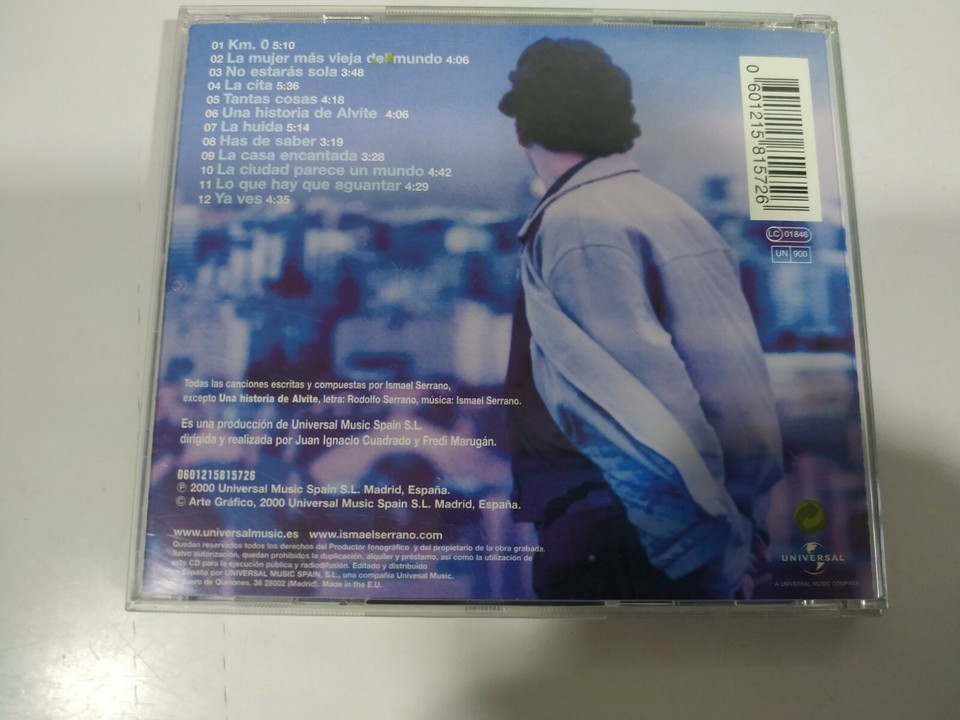 01 Km. 0 5:10
02 La mujer más vieja del mundo 4:06
03 No estarás sola 3:48
04 La cita 5:36
05 Tantas cosas 4:18
06 Una historia de Alvite 4:06
07 La huida 5:14
08 Has de saber 3:19
09 La casa encantada 3:28
10 La ciudad parece un mundo 4:42
11 Lo que hay que aguantar 4:29
12 Ya ves 4:35
0 601215 815726
LC 01846
UN 900
Todas las canciones escritas y compuestas por Ismael Serrano,
excepto Una historia de Alvite, letra: Rodolfo Serrano, música: Ismael Serrano.
Es una producción de Universal Music Spain S.L.
dirigida y realizada por Juan Ignacio Cuadrado y Fredi Marugán.
0601215815726
℗ 2000 Universal Music Spain S.L. Madrid, España.
© Arte Gráfico, 2000 Universal Music Spain S.L. Madrid, España.
www.universalmusic.es www.ismaelserrano.com
Quedan reservados todos los derechos del Productor fonográfico y del propietario de la obra grabada.
Salvo autorización, quedan prohibidos la duplicación, alquiler y préstamo, así como la utilización de
este CD para la ejecución pública y radiodifusión. Editado y distribuido
en España por UNIVERSAL MUSIC SPAIN, S.L., una compañía Univesal Music.
de Quiñones, 38 28002 (Madrid). Made in the E.U.
UNIVERSAL
A UNIVERSAL MUSIC COMPANY